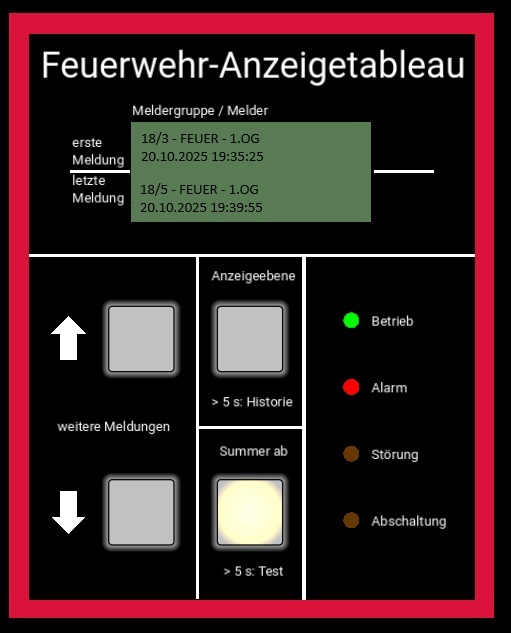 Feuerwehr-Anzeigetableau
Meldergruppe / Melder
erste
Meldung
18/3 - FEUER - 1.OG
20.10.2025 19:35:25
letzte
Meldung
18/5 - FEUER - 1.OG
20.10.2025 19:39:55
Anzeigeebene
> 5 s: Historie
weitere Meldungen
Summer ab
> 5 s: Test
Betrieb
Alarm
Störung
Abschaltung